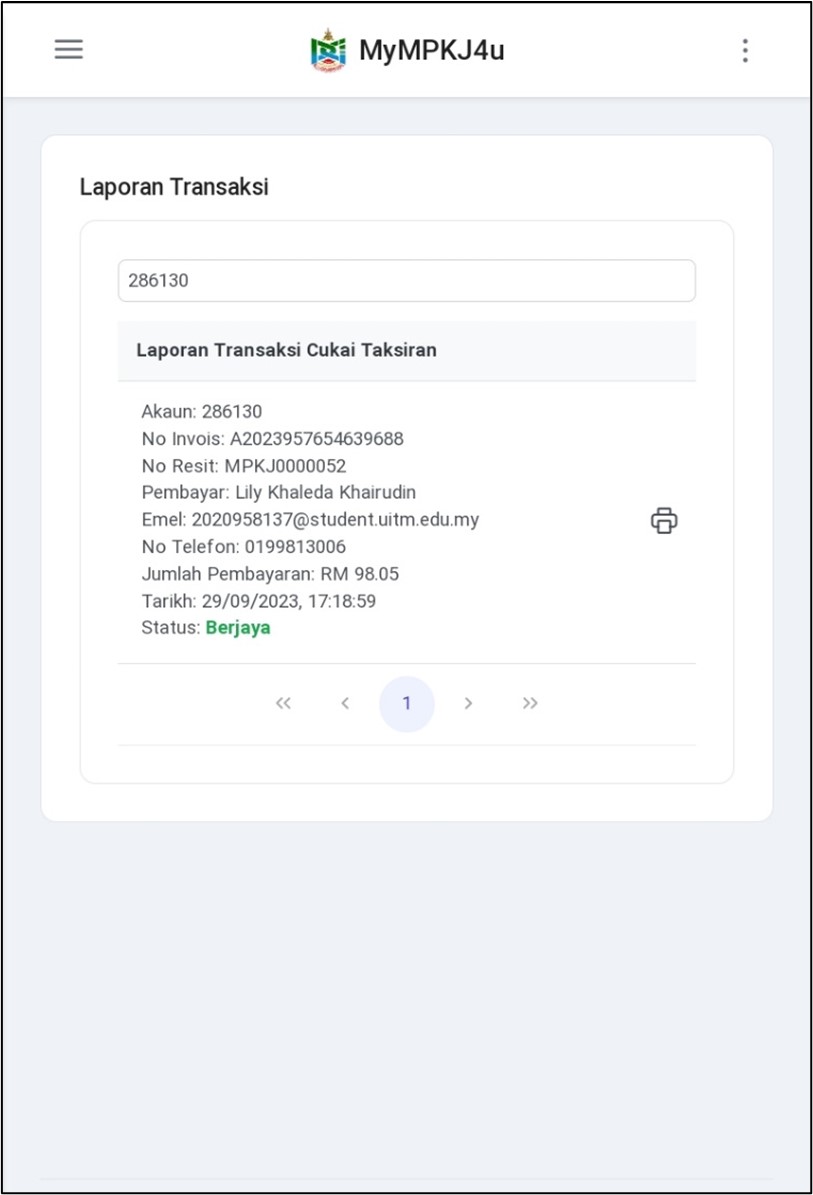 MyMPKJ4u
Laporan Transaksi
286130
Laporan Transaksi Cukai Taksiran
Akaun: 286130
No Invois: A2023957654639688
No Resit: MPKJ0000052
Pembayar: Lily Khaleda Khairudin
Emel: 2020958137@student.uitm.edu.my
No Telefon: 0199813006
Jumlah Pembayaran: RM 98.05
Tarikh: 29/09/2023, 17:18:59
Status: Berjaya
1